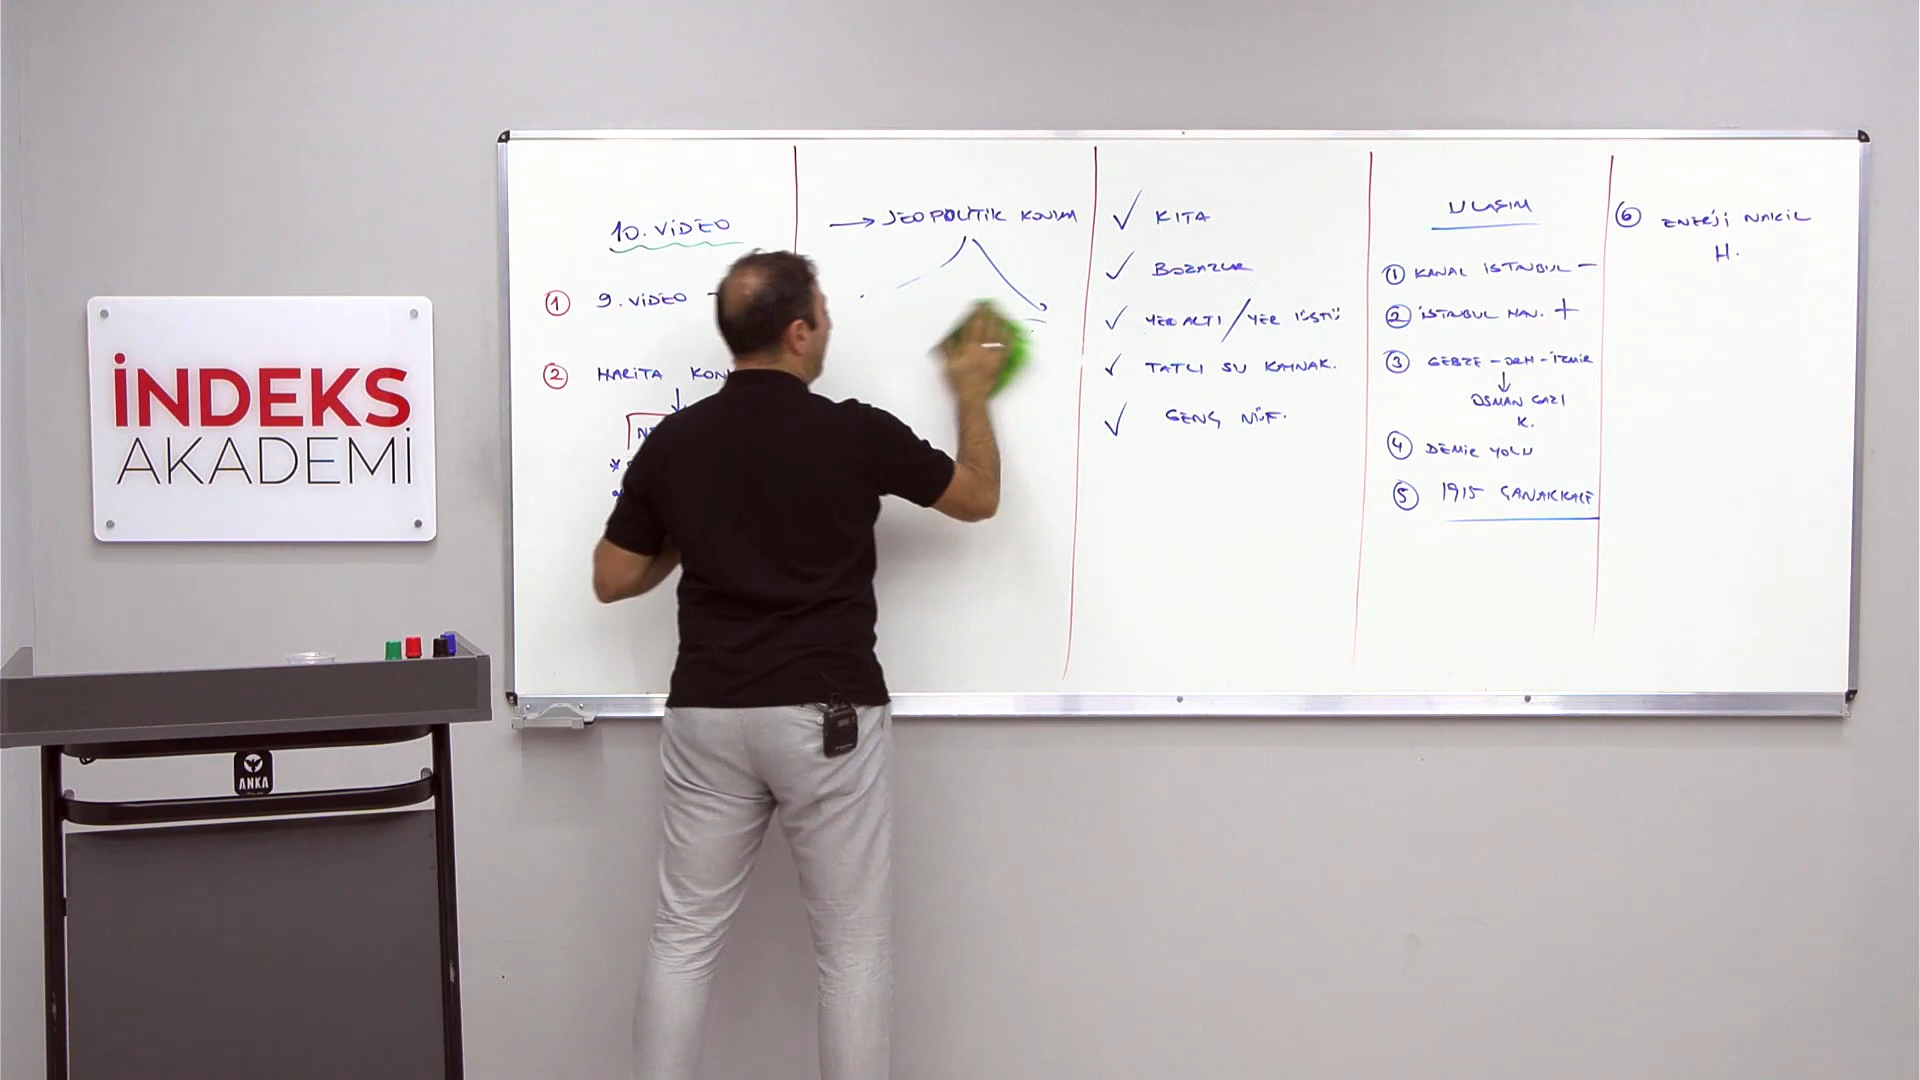 İNDEKS
AKADEMİ
ANKA
10. VİDEO
① 9. VİDEO
② HARİTA KON
→ JEOPOLİTİK KONUM
✓ KITA
✓ BOĞAZLAR
✓ YER ALTI / YER ÜSTÜ
✓ TATLI SU KAYNAK.
✓ GENÇ NÜF.
ULAŞIM
① KANAL İSTANBUL -
② İSTANBUL HAV. +
③ GEBZE - ORH - İZMİR
↓
OSMAN GAZİ
K.
④ DEMİR YOLU
⑤ 1915 ÇANAKKALE
⑥ ENERJİ NAKİL
H.